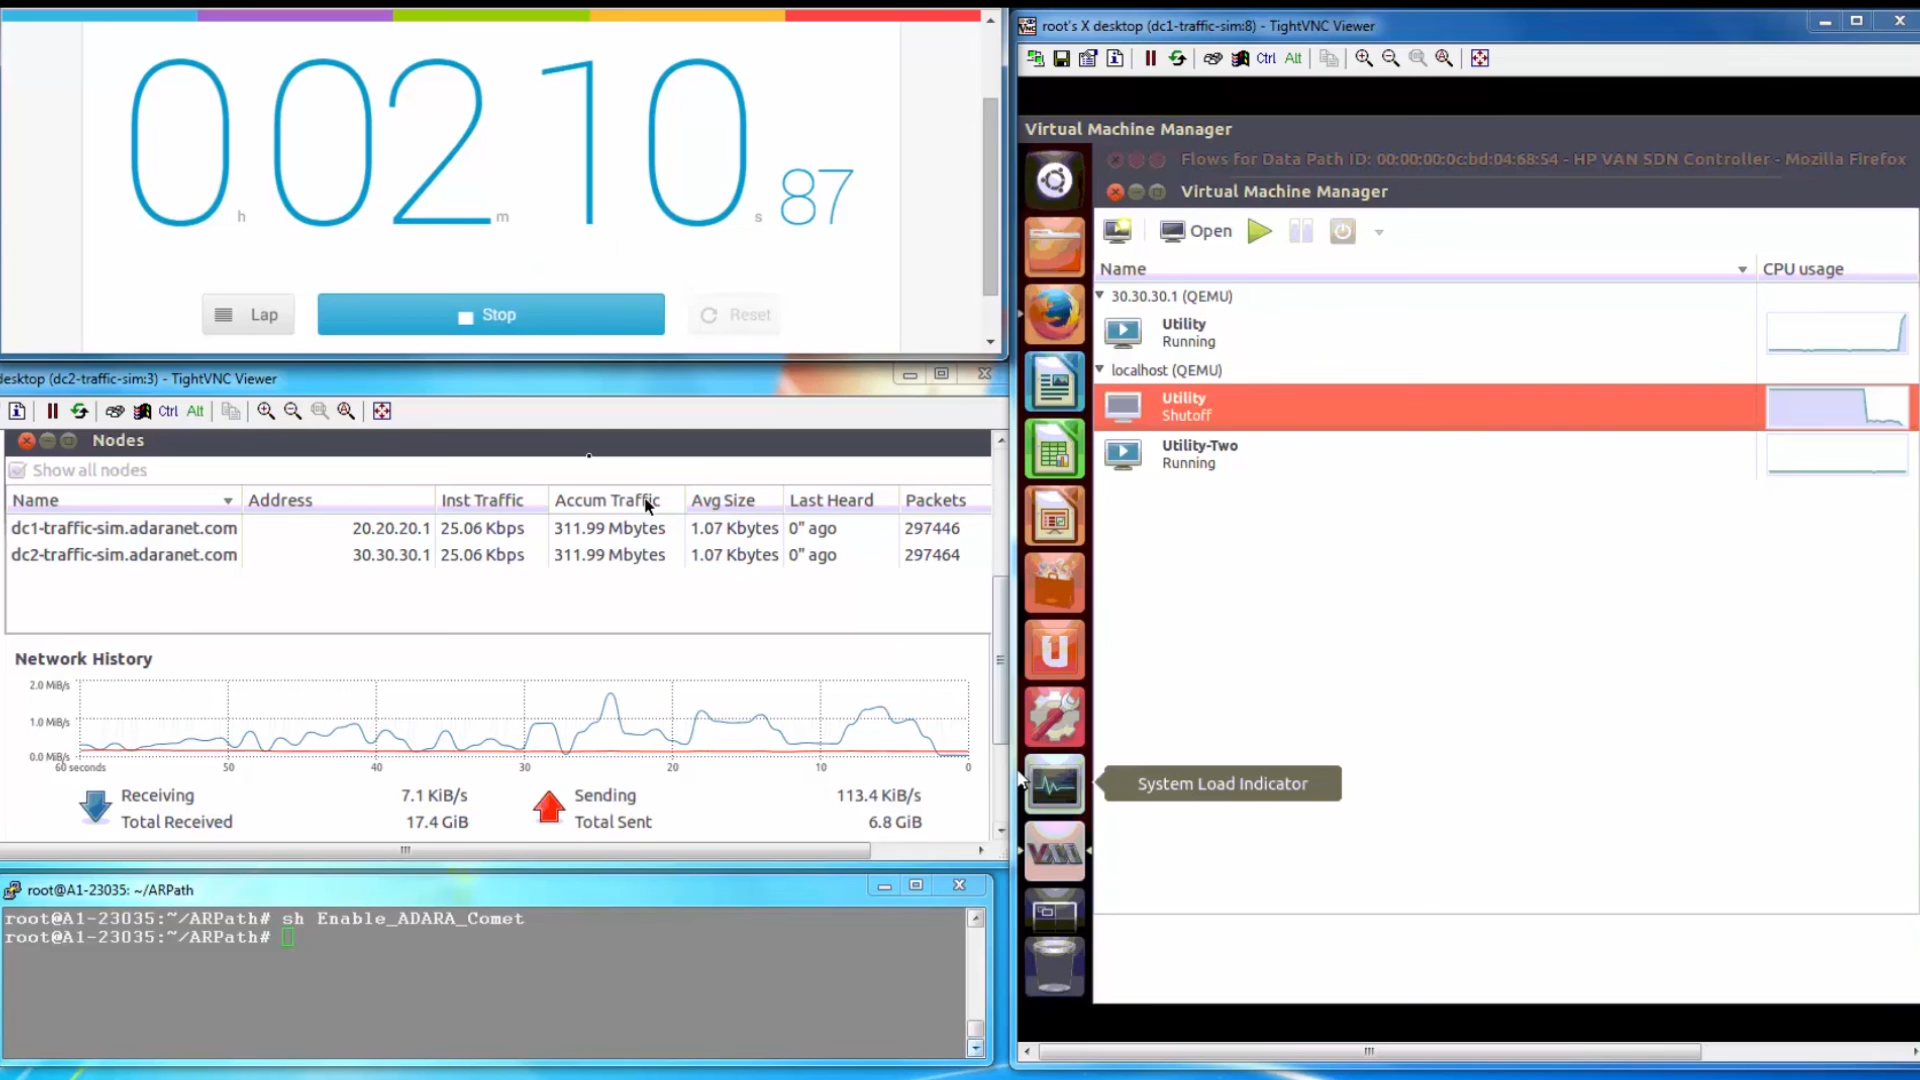 0 h 02 m 10 s 87
Lap
Stop
Reset
desktop (dc2-traffic-sim:3) - TightVNC Viewer
Ctrl Alt
Nodes
Show all nodes
Name Address Inst Traffic Accum Traffic Avg Size Last Heard Packets
dc1-traffic-sim.adaranet.com 20.20.20.1 25.06 Kbps 311.99 Mbytes 1.07 Kbytes 0" ago 297446
dc2-traffic-sim.adaranet.com 30.30.30.1 25.06 Kbps 311.99 Mbytes 1.07 Kbytes 0" ago 297464
Network History
2.0 MiB/s
1.0 MiB/s
0.0 MiB/s
60 seconds 50 40 30 20 10 0
Receiving 7.1 KiB/s Sending 113.4 KiB/s
Total Received 17.4 GiB Total Sent 6.8 GiB
root@A1-23035: ~/ARPath
root@A1-23035:~/ARPath# sh Enable_ADARA_Comet
root@A1-23035:~/ARPath#
root's X desktop (dc1-traffic-sim:8) - TightVNC Viewer
Ctrl Alt
Virtual Machine Manager
Flows for Data Path ID: 00:00:00:0c:bd:04:68:54 - HP VAN SDN Controller - Mozilla Firefox
Virtual Machine Manager
Open
Name CPU usage
30.30.30.1 (QEMU)
Utility
Running
localhost (QEMU)
Utility
Shutoff
Utility-Two
Running
System Load Indicator